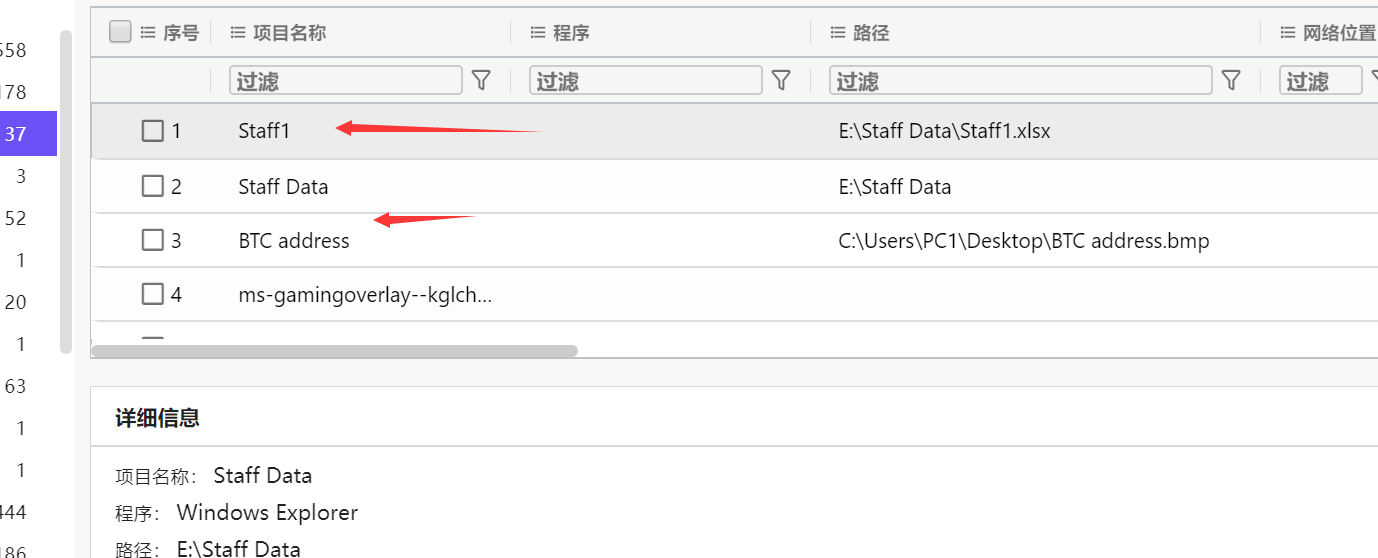 序号 项目名称 程序 路径 网络位置
过滤 过滤 过滤 过滤
558
178
37
3
52
1
20
1
63
1
1
444
186
1 Staff1 E:\Staff Data\Staff1.xlsx
2 Staff Data E:\Staff Data
3 BTC address C:\Users\PC1\Desktop\BTC address.bmp
4 ms-gamingoverlay--kglch...
详细信息
项目名称: Staff Data
程序: Windows Explorer
路径: E:\Staff Data